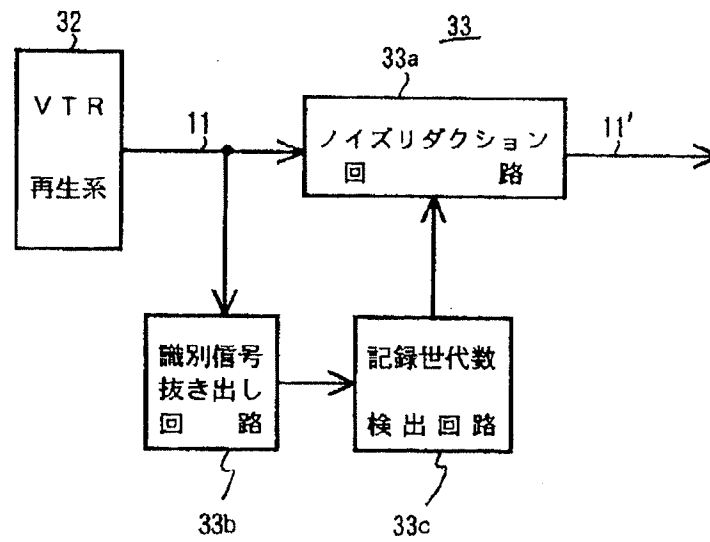 32
VTR
再生系
11
33
33a
ノイズリダクション
回路
11'
識別信号
抜き出し
回路
33b
記録世代数
検出回路
33c